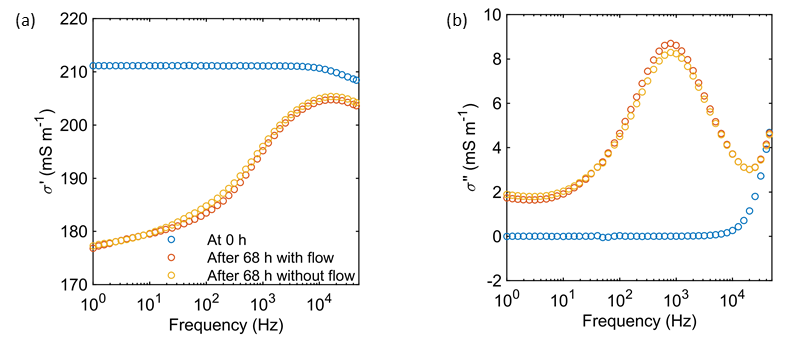 (a)
220
210
200
190
180
170
σ' (mS m⁻¹)
At 0 h
After 68 h with flow
After 68 h without flow
10⁰ 10¹ 10² 10³ 10⁴
Frequency (Hz)
(b)
10
8
6
4
2
0
-2
σ" (mS m⁻¹)
10⁰ 10¹ 10² 10³ 10⁴
Frequency (Hz)